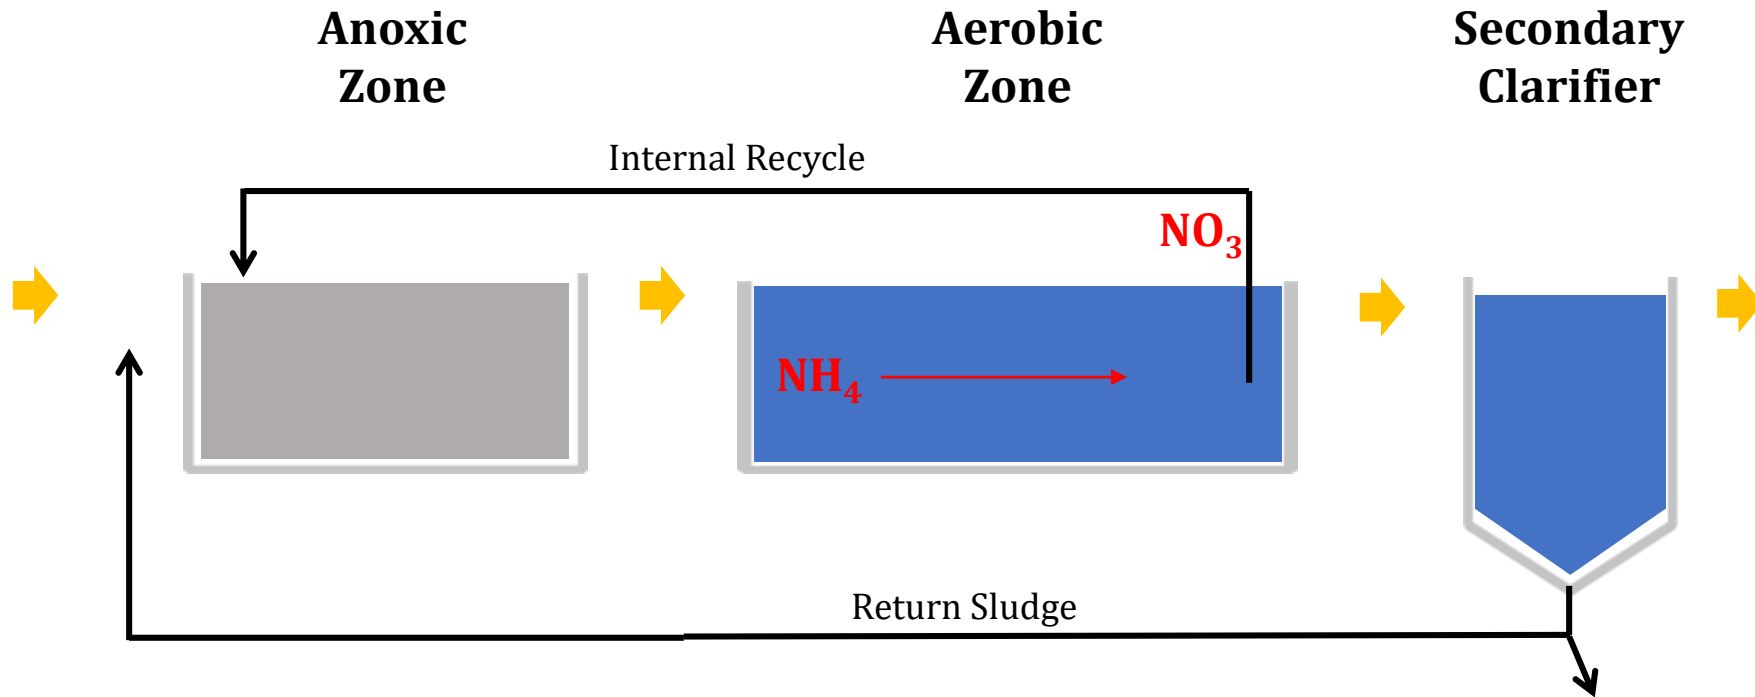 Anoxic
Zone
Aerobic
Zone
Secondary
Clarifier
Internal Recycle
NO₃
NH₄
Return Sludge